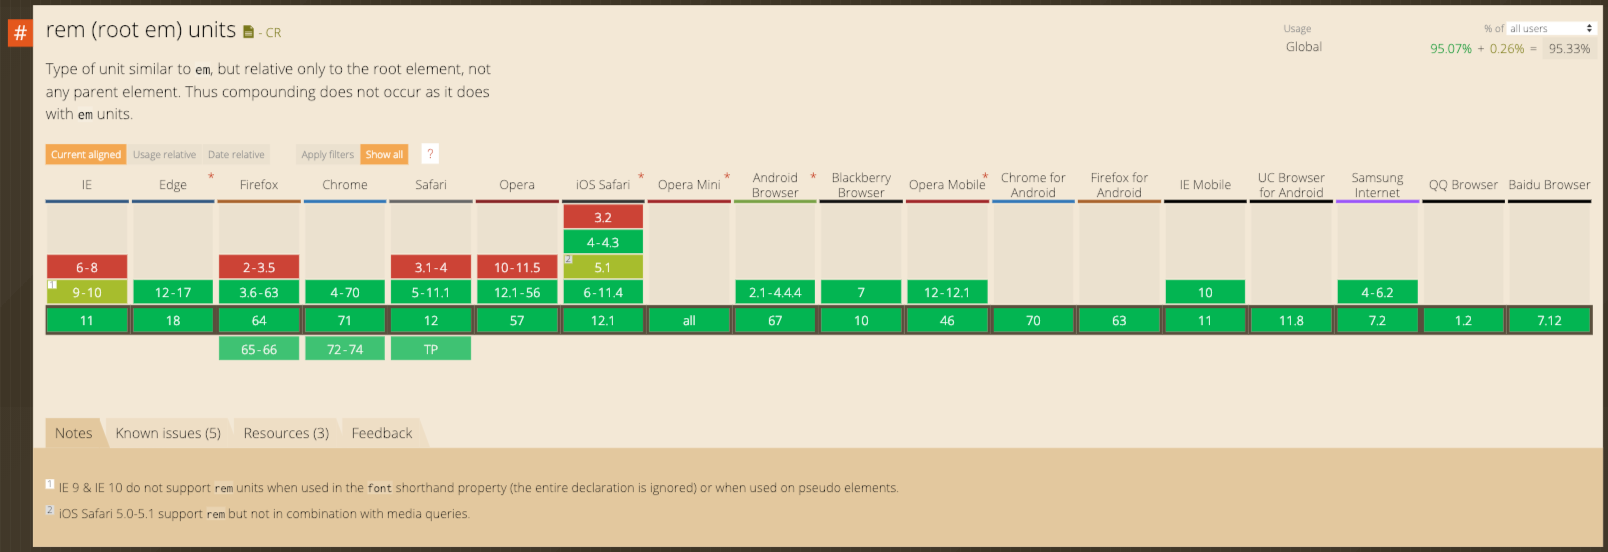 #
rem (root em) units - CR
Usage % of all users
Global 95.07% + 0.26% = 95.33%
Type of unit similar to em, but relative only to the root element, not
any parent element. Thus compounding does not occur as it does
with em units.
Current aligned Usage relative Date relative Apply filters Show all ?
IE
Edge *
Firefox
Chrome
Safari
Opera
iOS Safari *
Opera Mini *
Android *
Browser
Blackberry
Browser
Opera Mobile *
Chrome for
Android
Firefox for
Android
IE Mobile
UC Browser
for Android
Samsung
Internet
QQ Browser
Baidu Browser
3.2
4-4.3
6-8 2-3.5 3.1-4 10-11.5 2 5.1
1 9-10 12-17 3.6-63 4-70 5-11.1 12.1-56 6-11.4 2.1-4.4.4 7 12-12.1 10 4-6.2
11 18 64 71 12 57 12.1 all 67 10 46 70 63 11 11.8 7.2 1.2 7.12
65-66 72-74 TP
Notes Known issues (5) Resources (3) Feedback
1 IE 9 & IE 10 do not support rem units when used in the font shorthand property (the entire declaration is ignored) or when used on pseudo elements.
2 iOS Safari 5.0-5.1 support rem but not in combination with media queries.